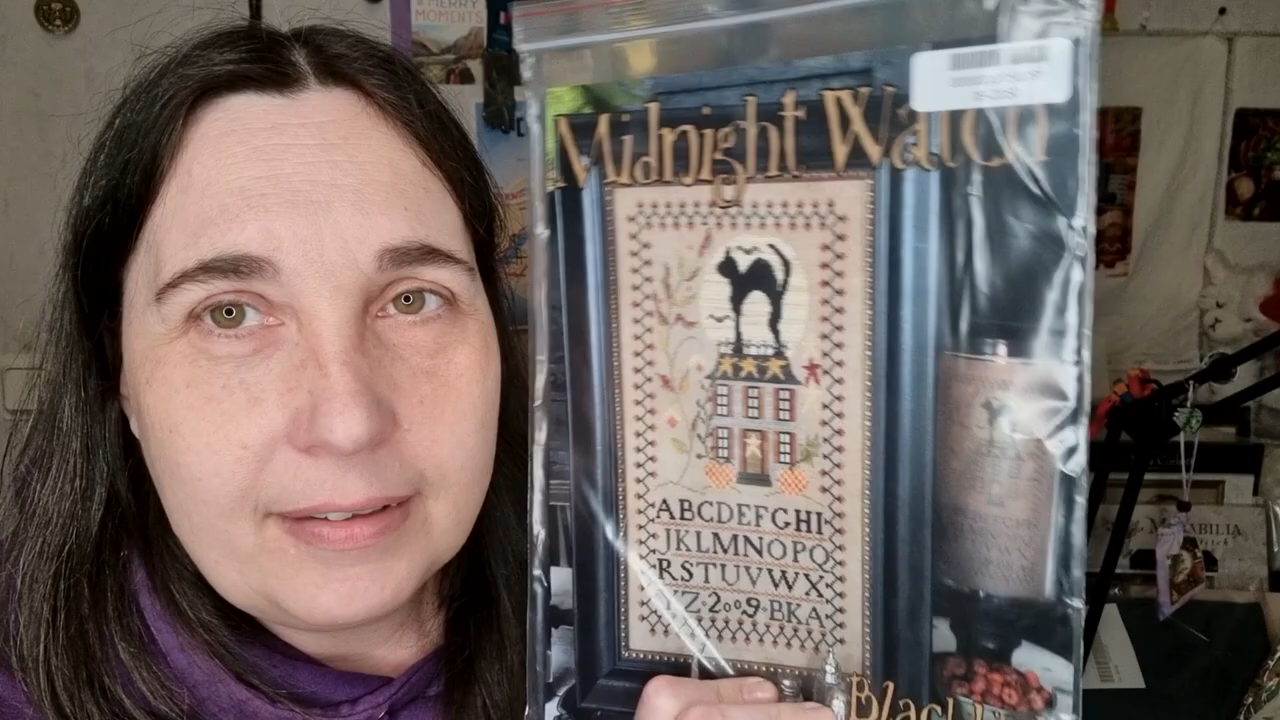 MERRY
MOMENTS
Midnight Watch
ABCDEFGHI
JKLMNOPQ
RSTUVWX
YZ·2009·BKA